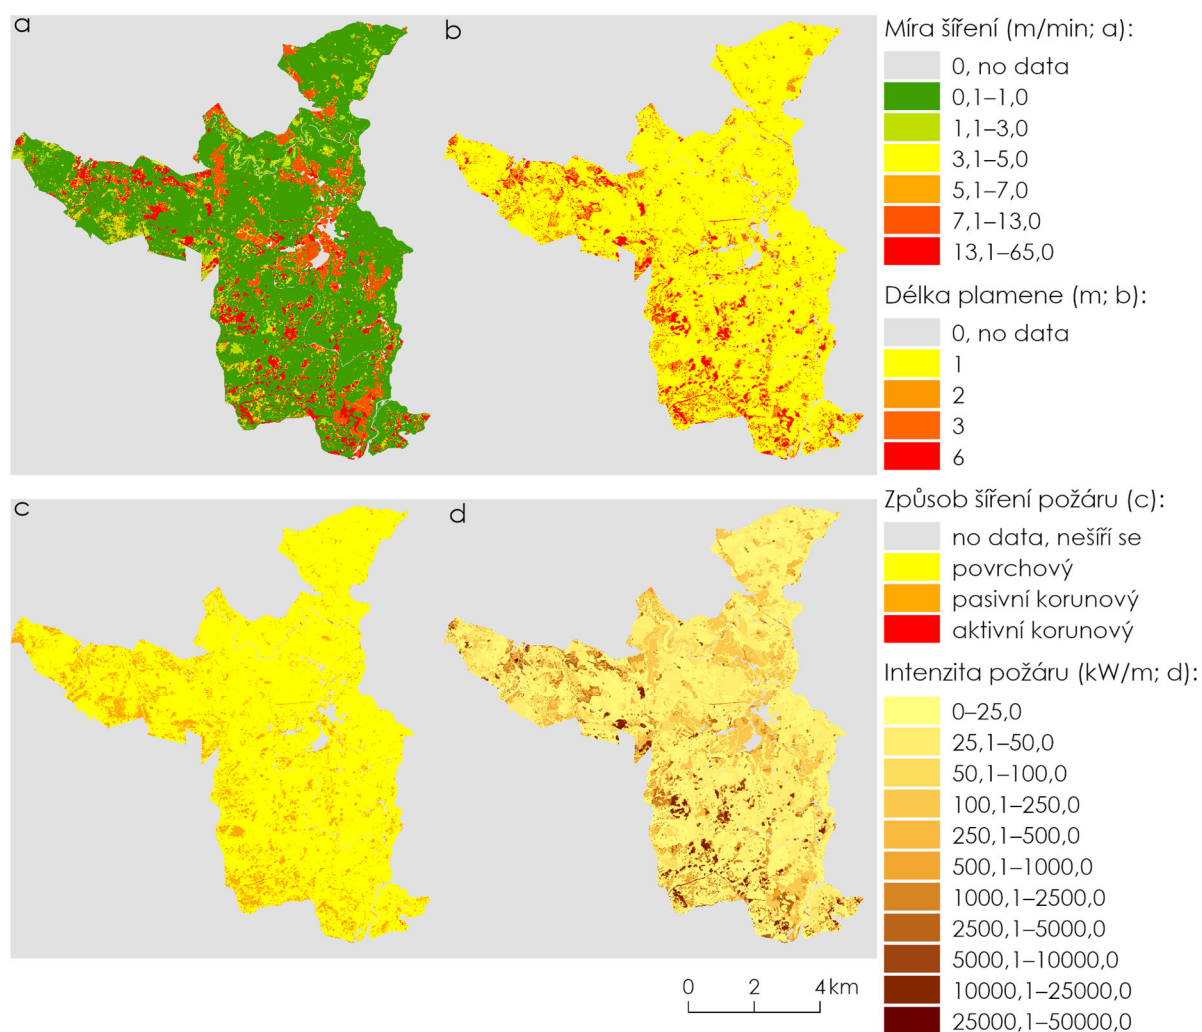 a
b
c
d
Míra šíření (m/min; a):
0, no data
0,1–1,0
1,1–3,0
3,1–5,0
5,1–7,0
7,1–13,0
13,1–65,0
Délka plamene (m; b):
0, no data
1
2
3
6
Způsob šíření požáru (c):
no data, nešíří se
povrchový
pasivní korunový
aktivní korunový
Intenzita požáru (kW/m; d):
0–25,0
25,1–50,0
50,1–100,0
100,1–250,0
250,1–500,0
500,1–1000,0
1000,1–2500,0
2500,1–5000,0
5000,1–10000,0
10000,1–25000,0
25000,1–50000,0
0 2 4 km